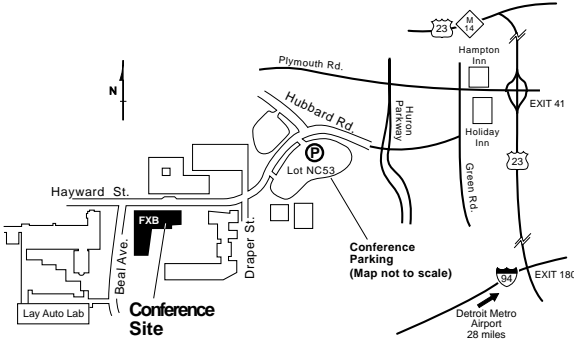 23
M
14
Plymouth Rd.
Hampton
Inn
N
Hubbard Rd.
Huron
Parkway
EXIT 41
Holiday
Inn
P
Lot NC53
23
Green Rd.
Hayward St.
FXB
Beal Ave.
Draper St.
Conference
Parking
(Map not to scale)
94
EXIT 180
Lay Auto Lab
Conference
Site
Detroit Metro
Airport
28 miles